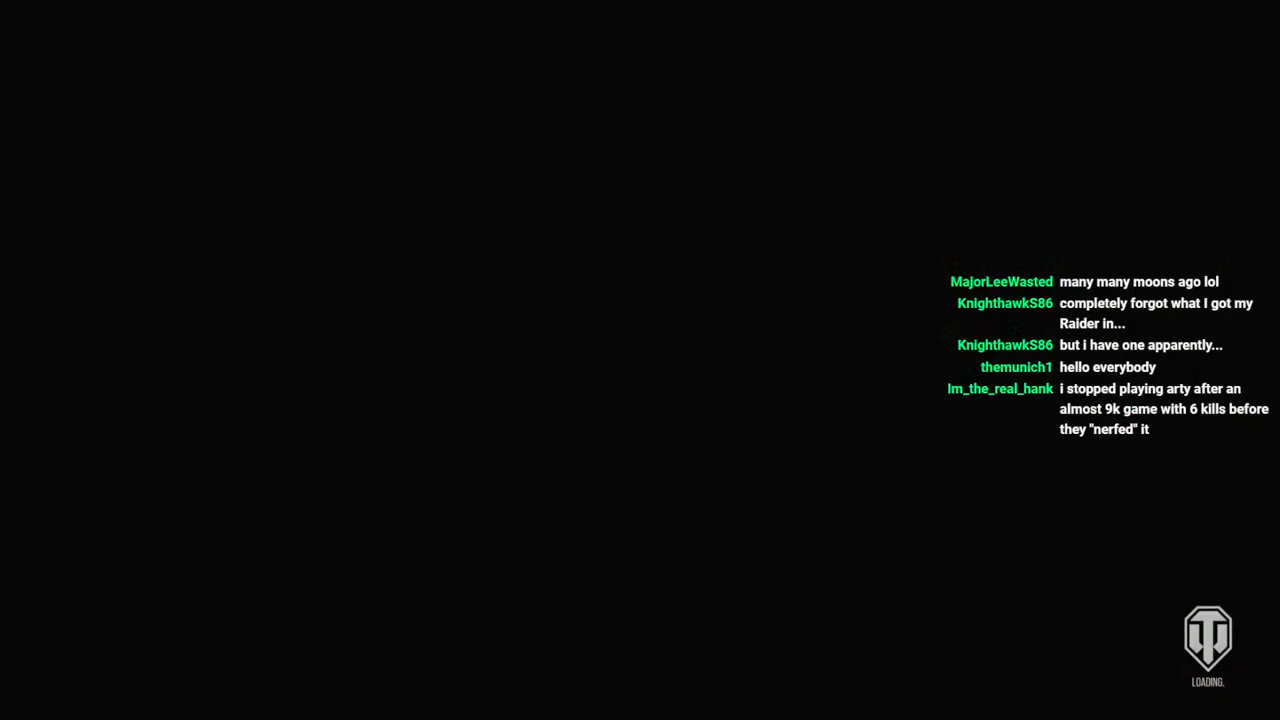 MajorLeeWasted many many moons ago lol
KnighthawkS86 completely forgot what I got my
Raider in...
KnighthawkS86 but i have one apparently...
themunich1 hello everybody
Im_the_real_hank i stopped playing arty after an
almost 9k game with 6 kills before
they "nerfed" it
LOADING.